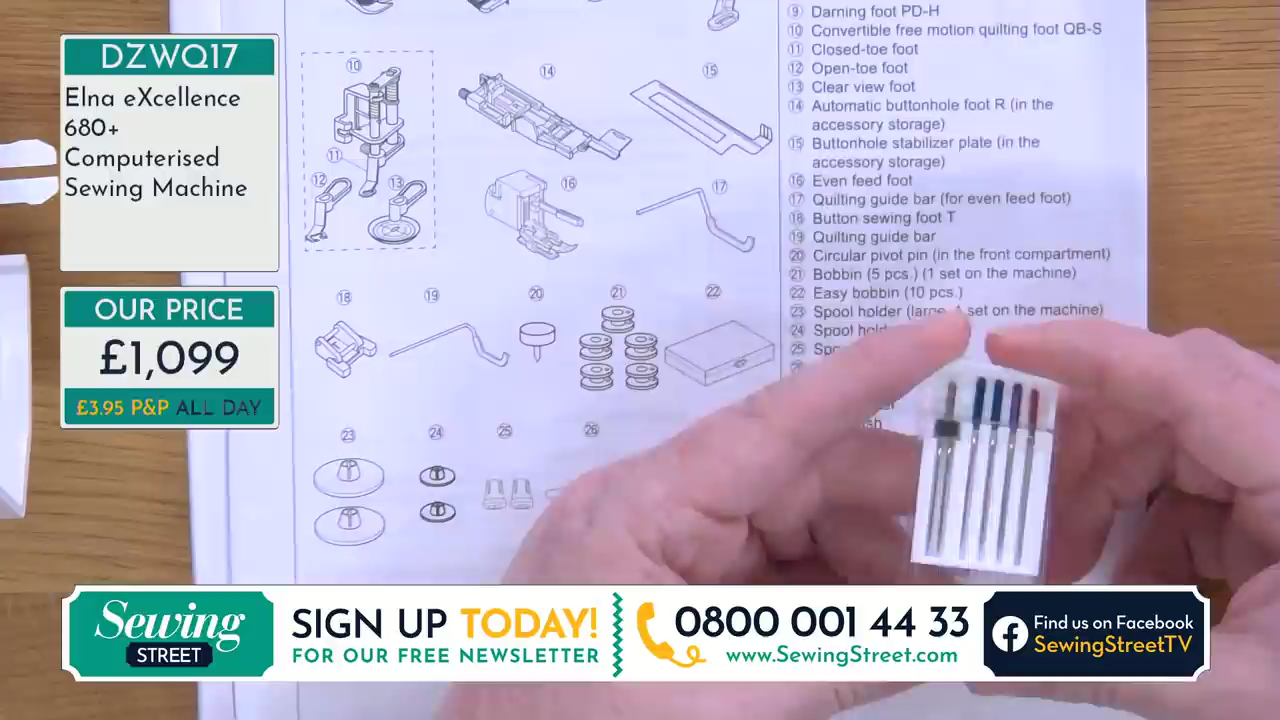 DZWQ17
Elna eXcellence
680+
Computerised
Sewing Machine
OUR PRICE
£1,099
£3.95 P&P ALL DAY
⑩
⑭
⑮
⑪
⑫
⑬
⑯
⑰
⑱
⑲
⑳
㉑
㉒
㉓
㉔
㉕
㉖
⑨ Darning foot PD-H
⑩ Convertible free motion quilting foot QB-S
⑪ Closed-toe foot
⑫ Open-toe foot
⑬ Clear view foot
⑭ Automatic buttonhole foot R (in the
accessory storage)
⑮ Buttonhole stabilizer plate (in the
accessory storage)
⑯ Even feed foot
⑰ Quilting guide bar (for even feed foot)
⑱ Button sewing foot T
⑲ Quilting guide bar
⑳ Circular pivot pin (in the front compartment)
㉑ Bobbin (5 pcs.) (1 set on the machine)
㉒ Easy bobbin (10 pcs.)
㉓ Spool holder (large) set on the machine)
㉔ Spool
㉕
Sewing
STREET
SIGN UP TODAY!
FOR OUR FREE NEWSLETTER
0800 001 44 33
www.SewingStreet.com
Find us on Facebook
SewingStreetTV